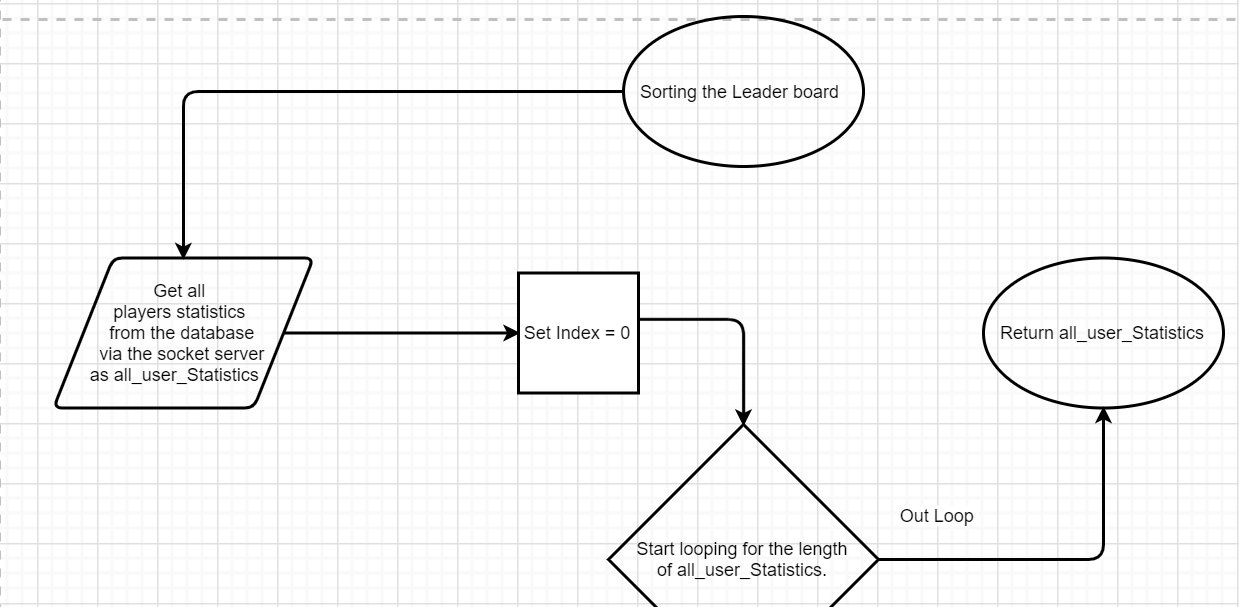 Sorting the Leader board
Get all
players statistics
from the database
via the socket server
as all_user_Statistics
Set Index = 0
Return all_user_Statistics
Out Loop
Start looping for the length
of all_user_Statistics.